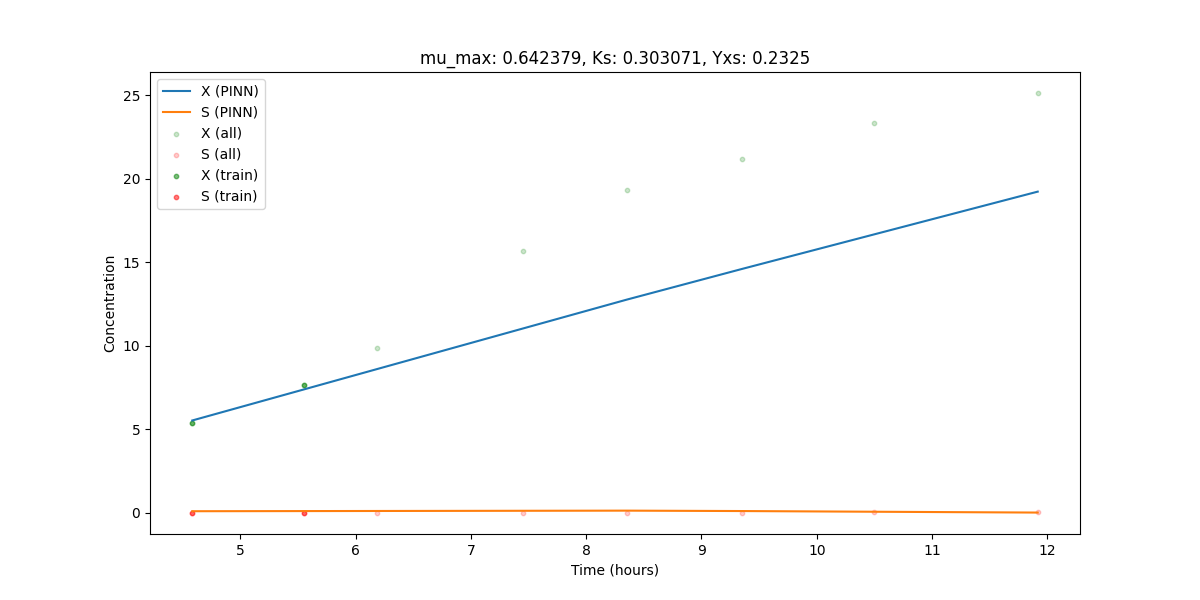 mu_max: 0.642379, Ks: 0.303071, Yxs: 0.2325
X (PINN)
S (PINN)
X (all)
S (all)
X (train)
S (train)
Concentration
25
20
15
10
5
0
5 6 7 8 9 10 11 12
Time (hours)